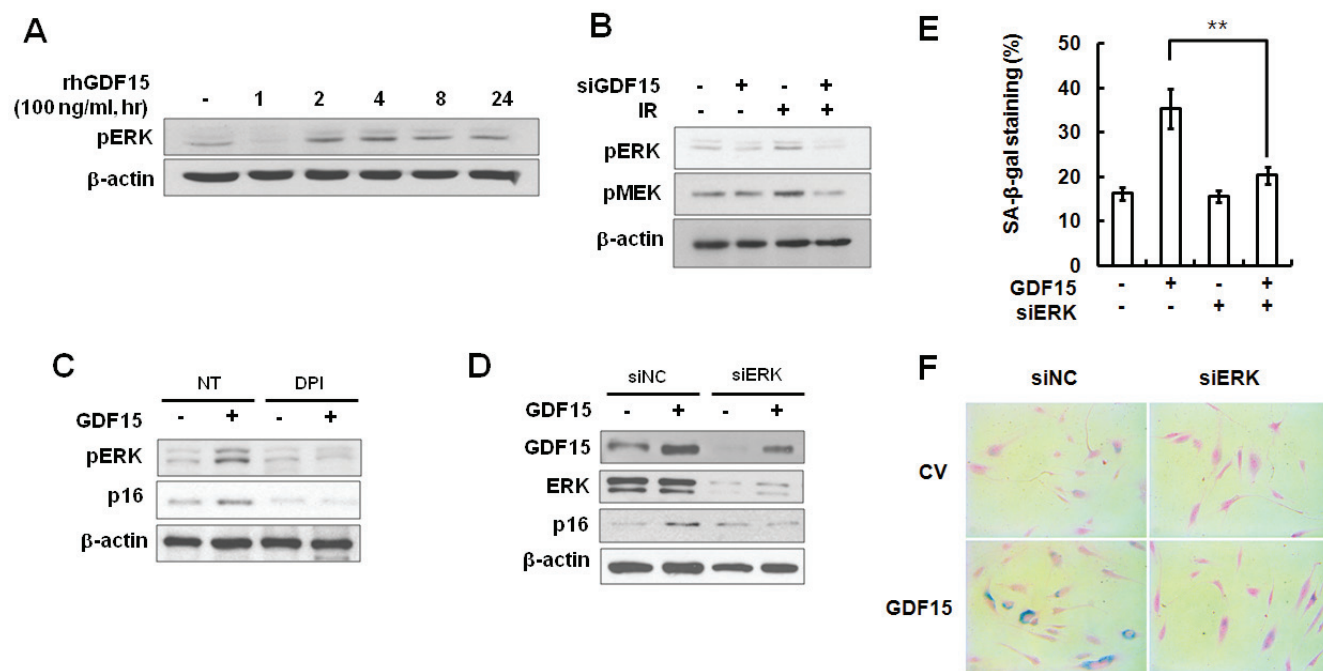 A
rhGDF15
(100 ng/ml, hr) - 1 2 4 8 24
pERK
β-actin
B
siGDF15 - + - +
IR - - + +
pERK
pMEK
β-actin
C
NT DPI
GDF15 - + - +
pERK
p16
β-actin
D
siNC siERK
GDF15 - + - +
GDF15
ERK
p16
β-actin
E
SA-β-gal staining (%)
50
40
30
20
10
0
**
GDF15 - + - +
siERK - - + +
F
siNC siERK
CV
GDF15